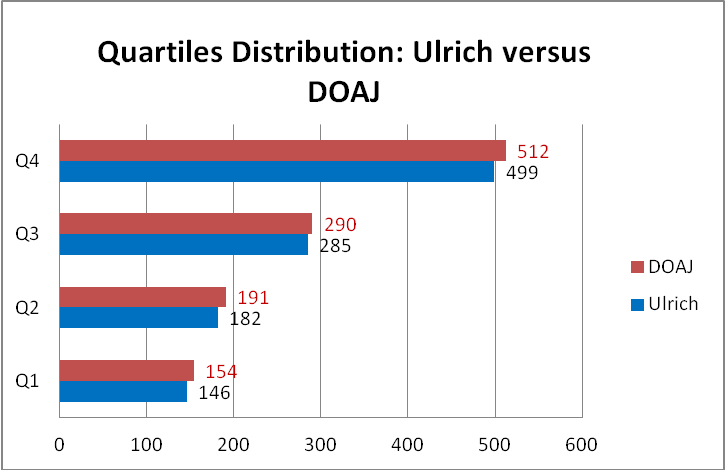 Quartiles Distribution: Ulrich versus
DOAJ
Q4
512
499
Q3
290
285
Q2
191
182
Q1
154
146
0 100 200 300 400 500 600
DOAJ
Ulrich